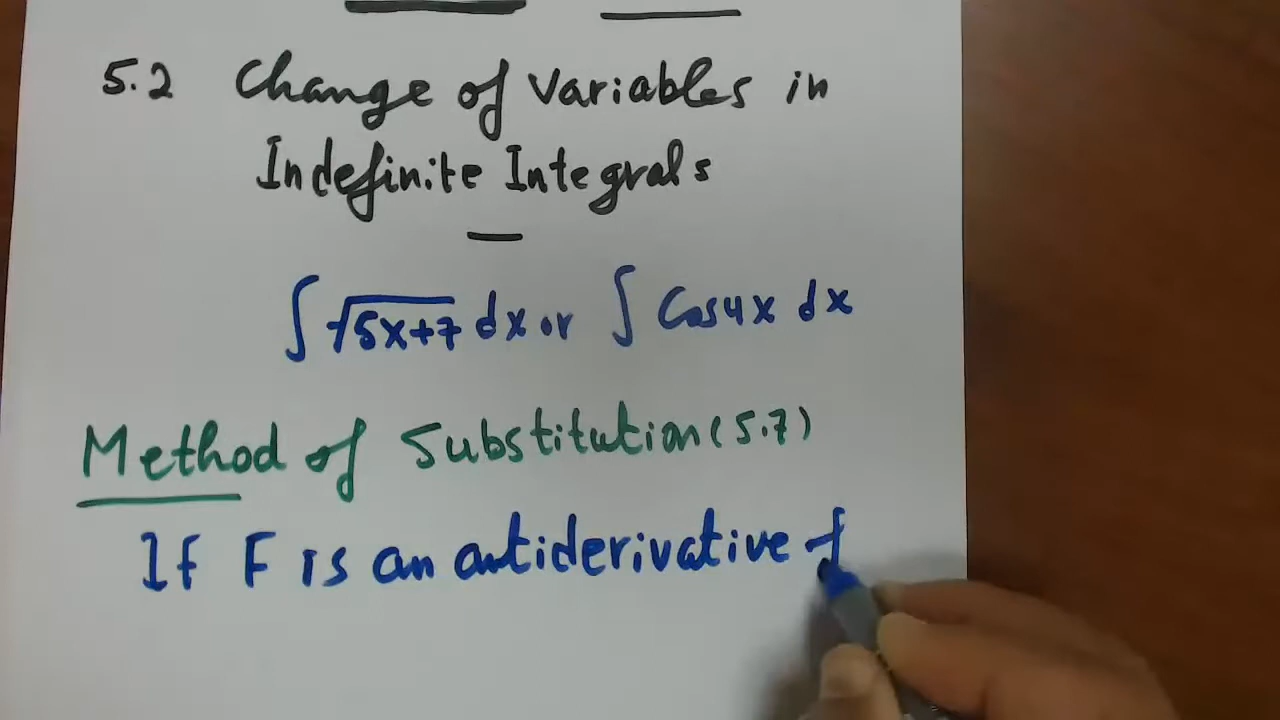 5.2 Change of Variables in
Indefinite Integrals
∫ √5x+7 dx or ∫ Cos4x dx
Method of Substitution (5.7)
If F is an antiderivative